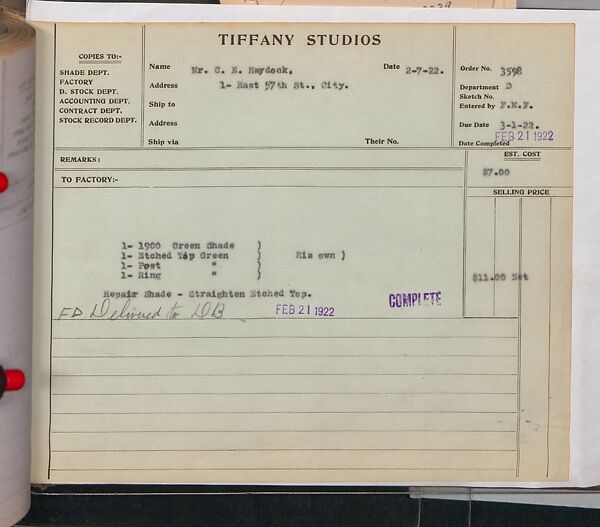 TIFFANY STUDIOS
COPIES TO:-
SHADE DEPT.
FACTORY
D. STOCK DEPT.
ACCOUNTING DEPT.
CONTRACT DEPT.
STOCK RECORD DEPT.
Name Mr. C. E. Haydock, Date 2-7-22.
Address 1- East 57th St., City.
Ship to
Address
Ship via Their No.
Order No. 3598
Department D
Sketch No.
Entered by F.M.F.
Due Date 3-1-22.
Date Completed FEB 21 1922
REMARKS:
EST. COST
$7.00
TO FACTORY:-
SELLING PRICE
1- 1900 Green Shade )
1- Etched Top Green ) His own )
1- Post " )
1- Ring " )
$11.00 Net
Repair Shade - Straighten Etched Top.
FD Delivered to DB FEB 21 1922 COMPLETE